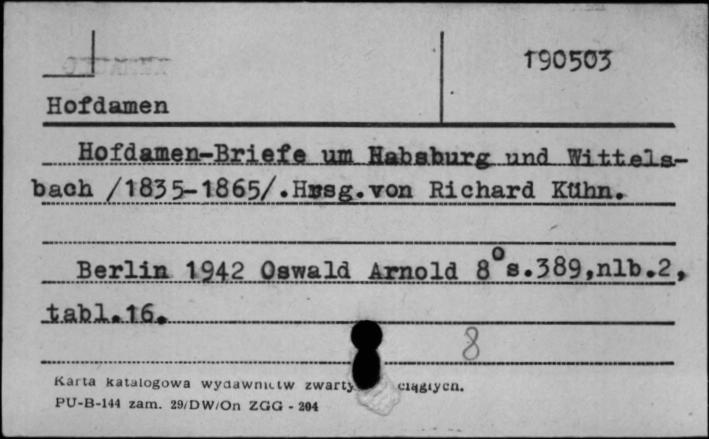 190503
Hofdamen
Hofdamen-Briefe um Habsburg und Wittels-
bach /1835-1865/.Hrsg.von Richard Kühn.
Berlin 1942 Oswald Arnold 8° s.389,nlb.2,
tabl.16.
8
Karta katalogowa wydawnictw zwarty ciągłych.
PU-B-144 zam. 29/DW/On ZGG - 204